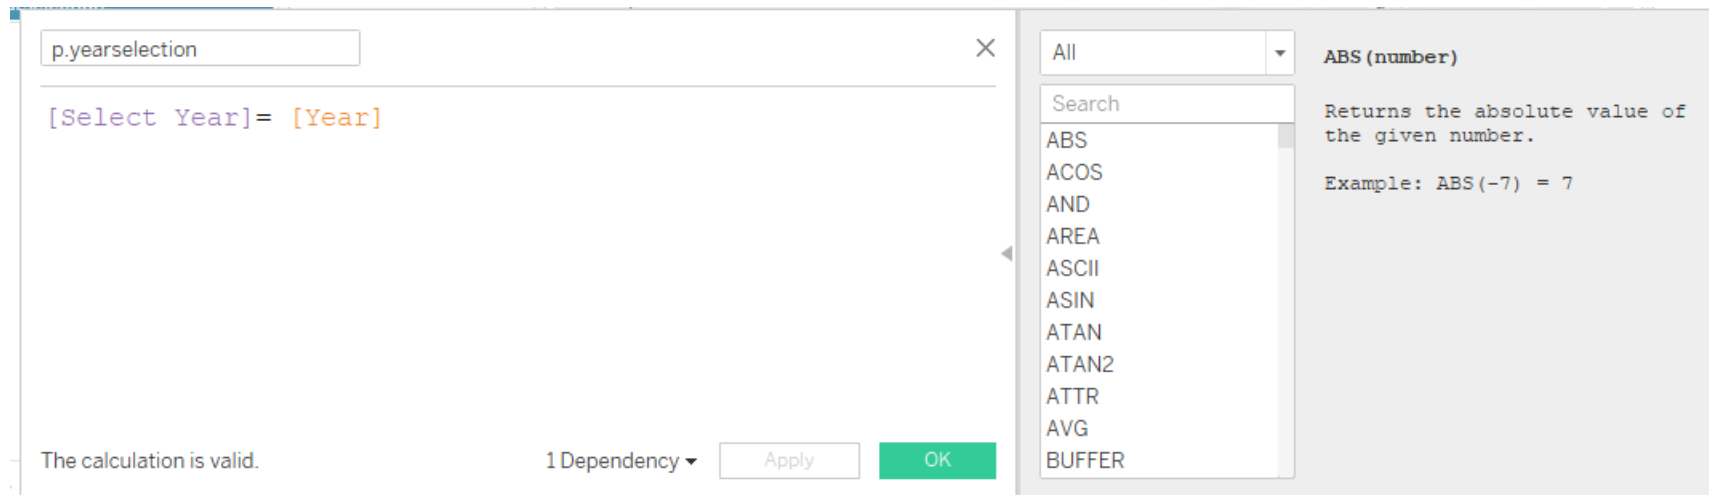 p.yearselection
[Select Year]= [Year]
The calculation is valid.
1 Dependency
Apply
OK
All
Search
ABS
ACOS
AND
AREA
ASCII
ASIN
ATAN
ATAN2
ATTR
AVG
BUFFER
ABS(number)
Returns the absolute value of
the given number.
Example: ABS(-7) = 7